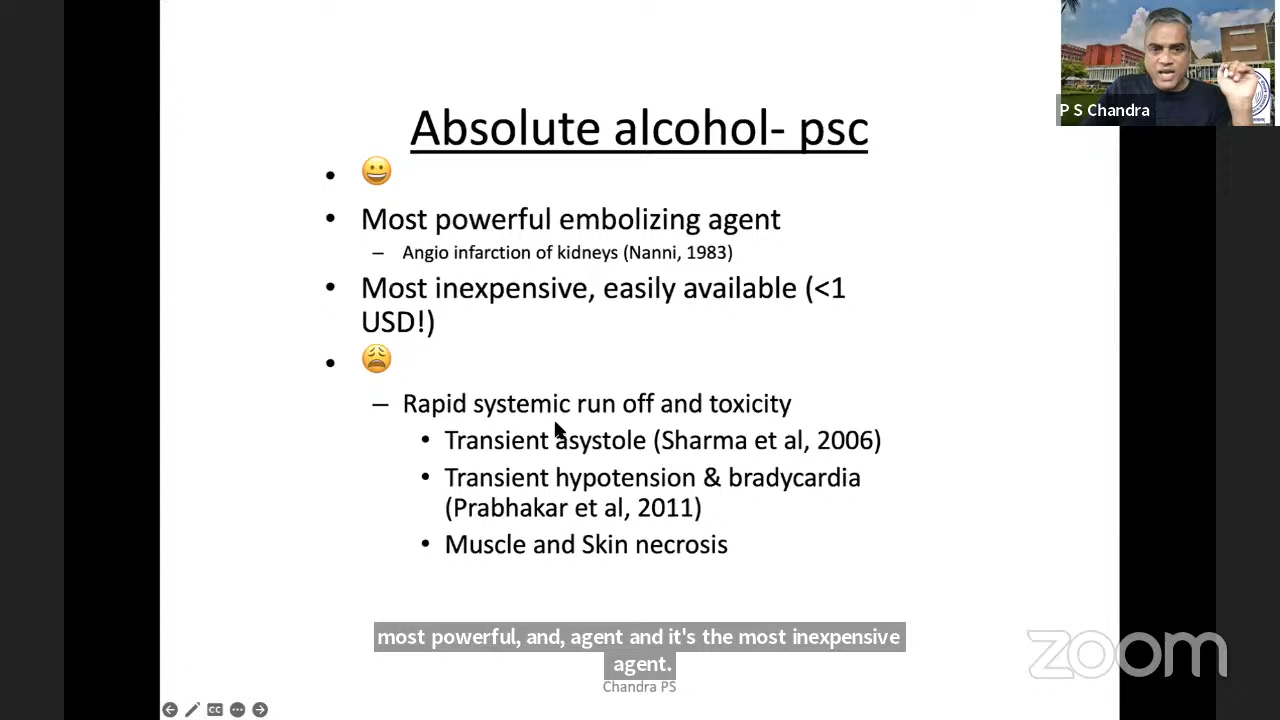 P S Chandra
Absolute alcohol- psc
• 😀
• Most powerful embolizing agent
– Angio infarction of kidneys (Nanni, 1983)
• Most inexpensive, easily available (<1
USD!)
• 😩
– Rapid systemic run off and toxicity
• Transient asystole (Sharma et al, 2006)
• Transient hypotension & bradycardia
(Prabhakar et al, 2011)
• Muscle and Skin necrosis
most powerful, and, agent and it's the most inexpensive
agent.
Chandra PS
zoom
CC